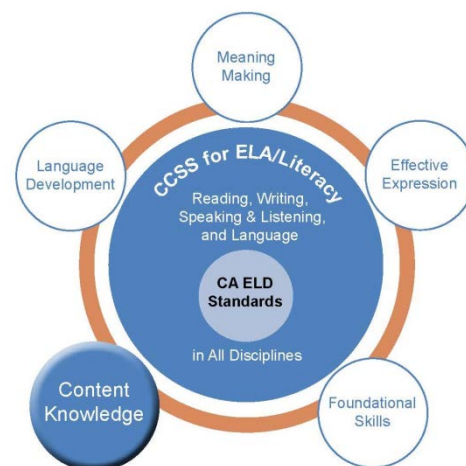 Meaning
Making
Language
Development
Effective
Expression
CCSS for ELA/Literacy
Reading, Writing,
Speaking & Listening,
and Language
CA ELD
Standards
in All Disciplines
Content
Knowledge
Foundational
Skills